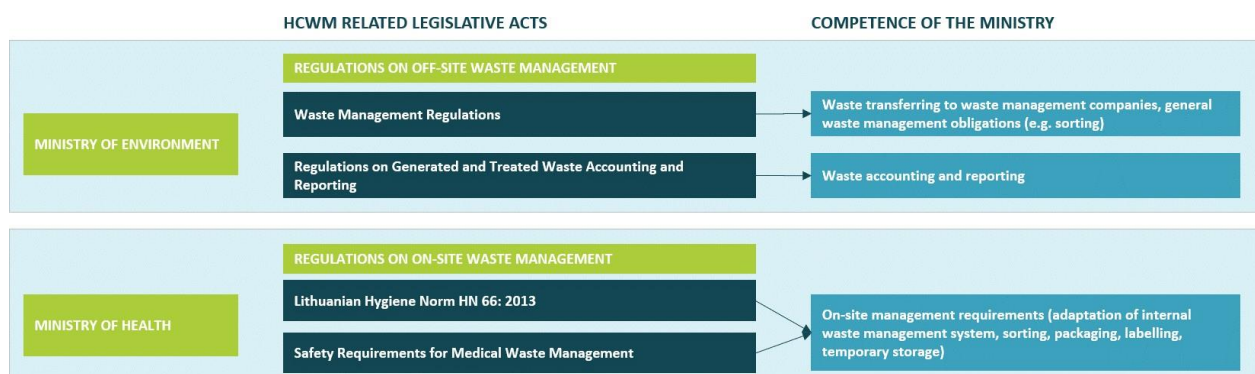 HCWM RELATED LEGISLATIVE ACTS
COMPETENCE OF THE MINISTRY
REGULATIONS ON OFF-SITE WASTE MANAGEMENT
MINISTRY OF ENVIRONMENT
Waste Management Regulations
Waste transferring to waste management companies, general
waste management obligations (e.g. sorting)
Regulations on Generated and Treated Waste Accounting and
Reporting
Waste accounting and reporting
REGULATIONS ON ON-SITE WASTE MANAGEMENT
MINISTRY OF HEALTH
Lithuanian Hygiene Norm HN 66: 2013
Safety Requirements for Medical Waste Management
On-site management requirements (adaptation of internal
waste management system, sorting, packaging, labelling,
temporary storage)